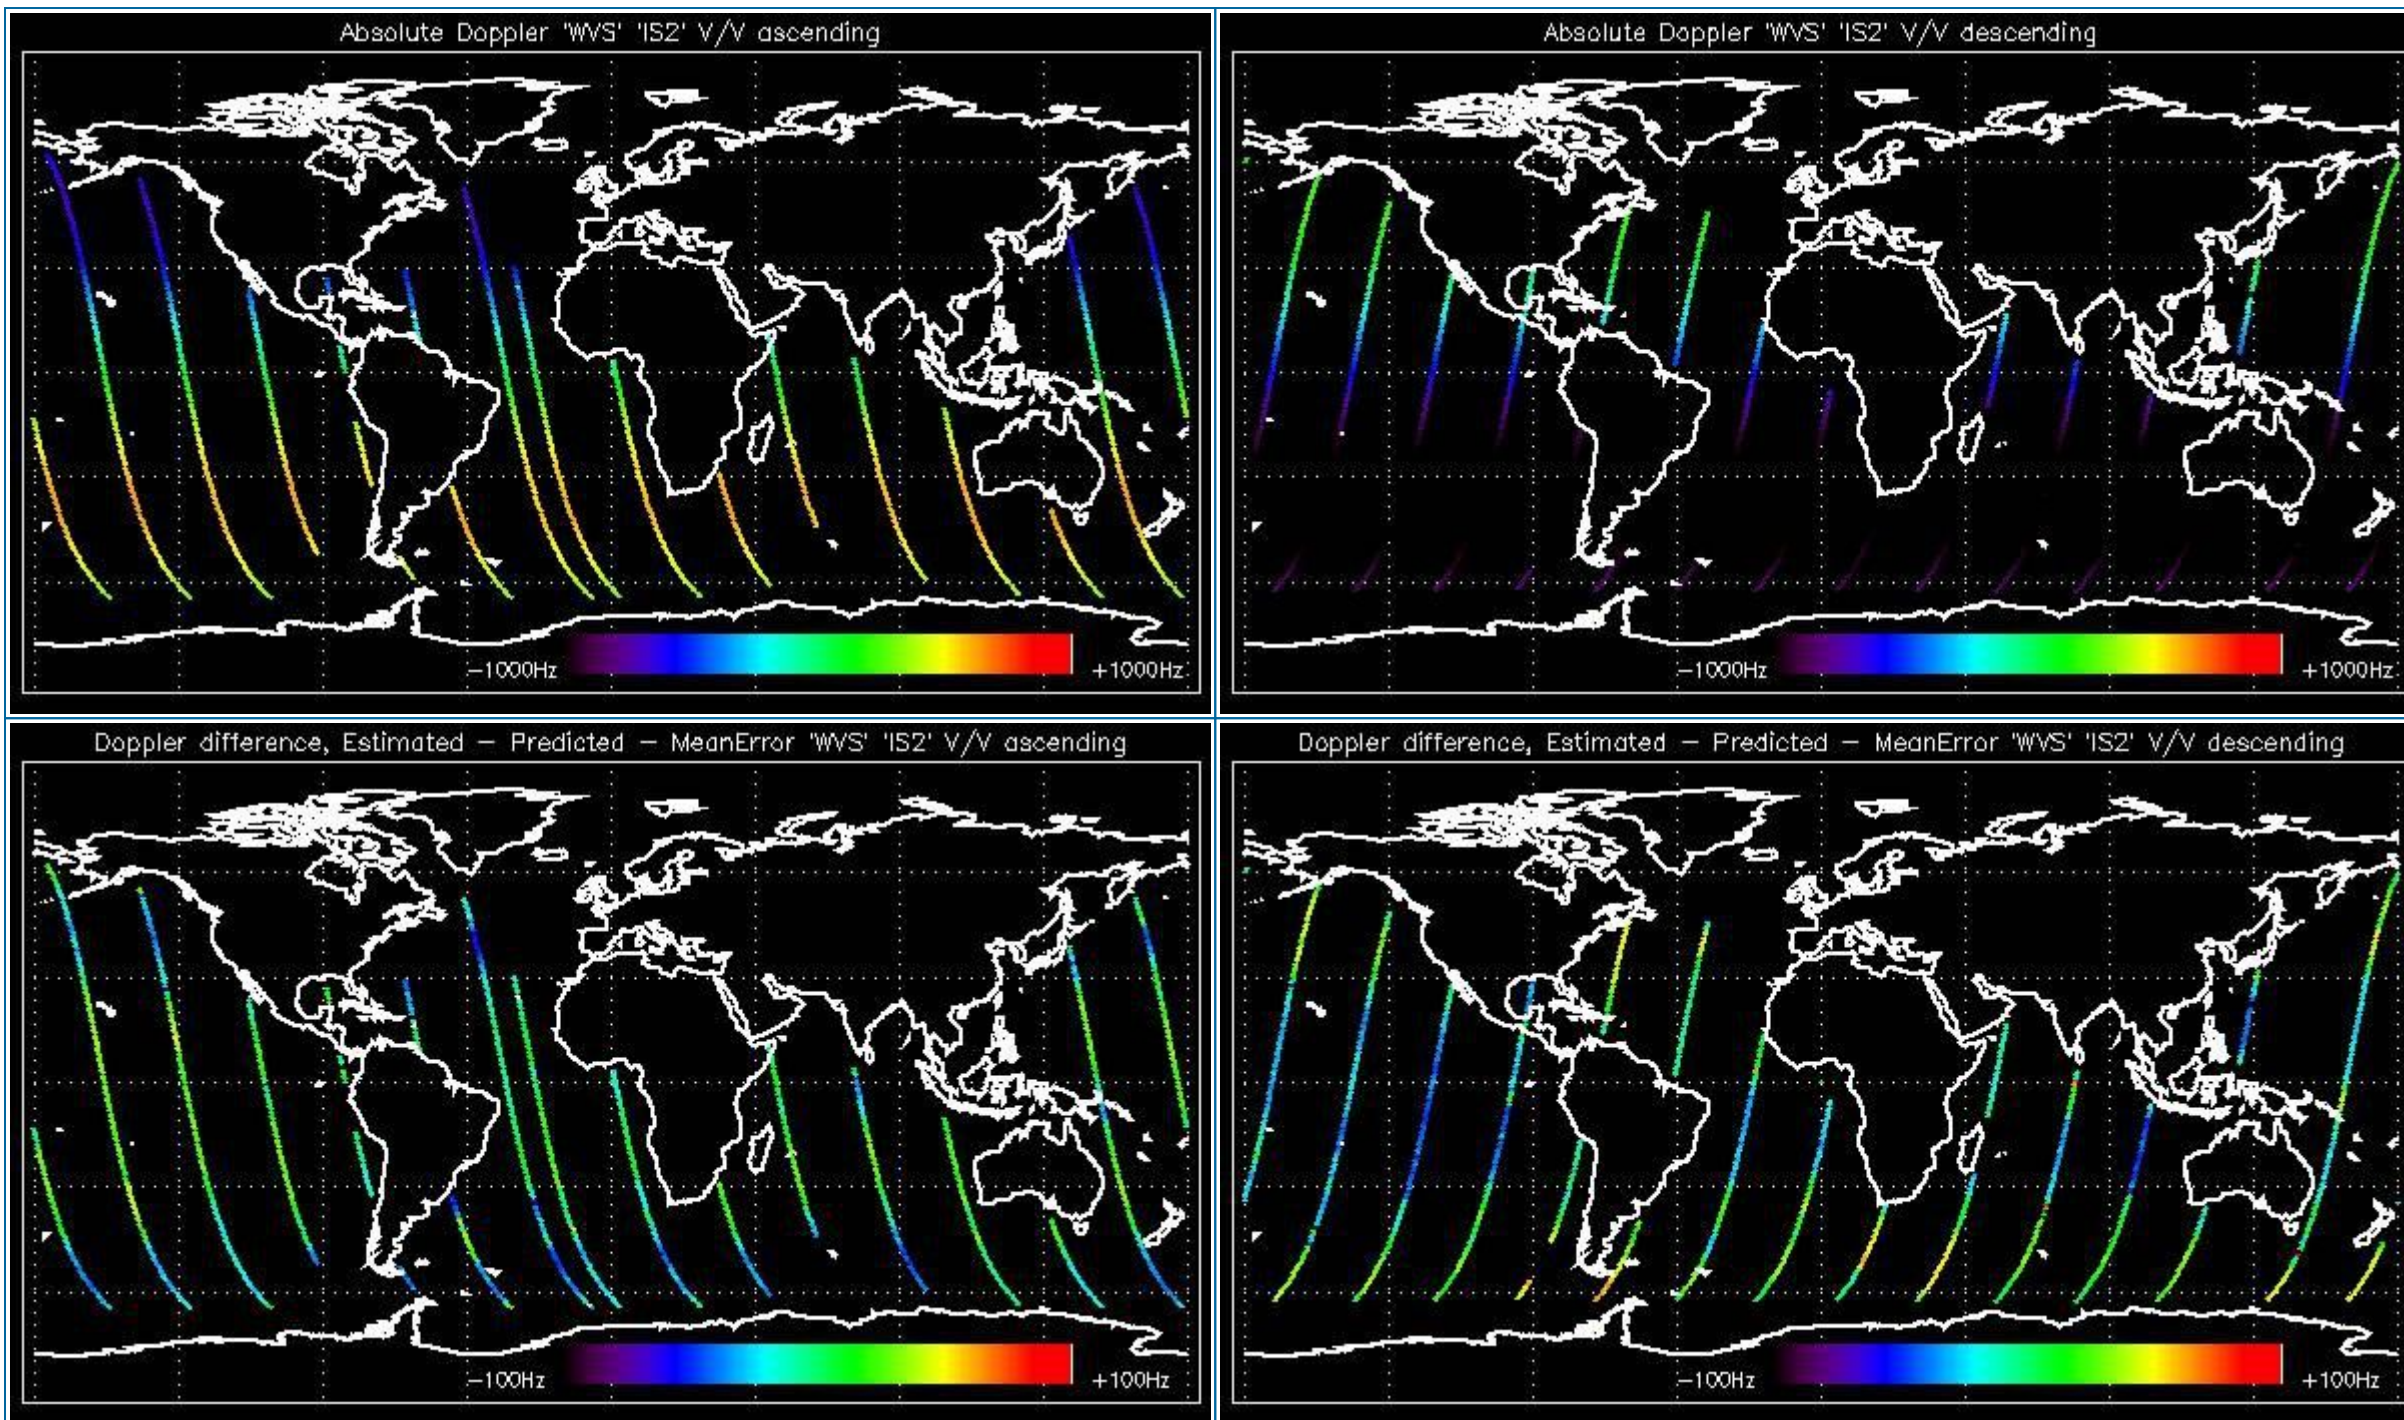 Absolute Doppler 'WVS' 'IS2' V/V ascending
−1000Hz
+1000Hz
Absolute Doppler 'WVS' 'IS2' V/V descending
−1000Hz
+1000Hz
Doppler difference, Estimated − Predicted − MeanError 'WVS' 'IS2' V/V ascending
−100Hz
+100Hz
Doppler difference, Estimated − Predicted − MeanError 'WVS' 'IS2' V/V descending
−100Hz
+100Hz